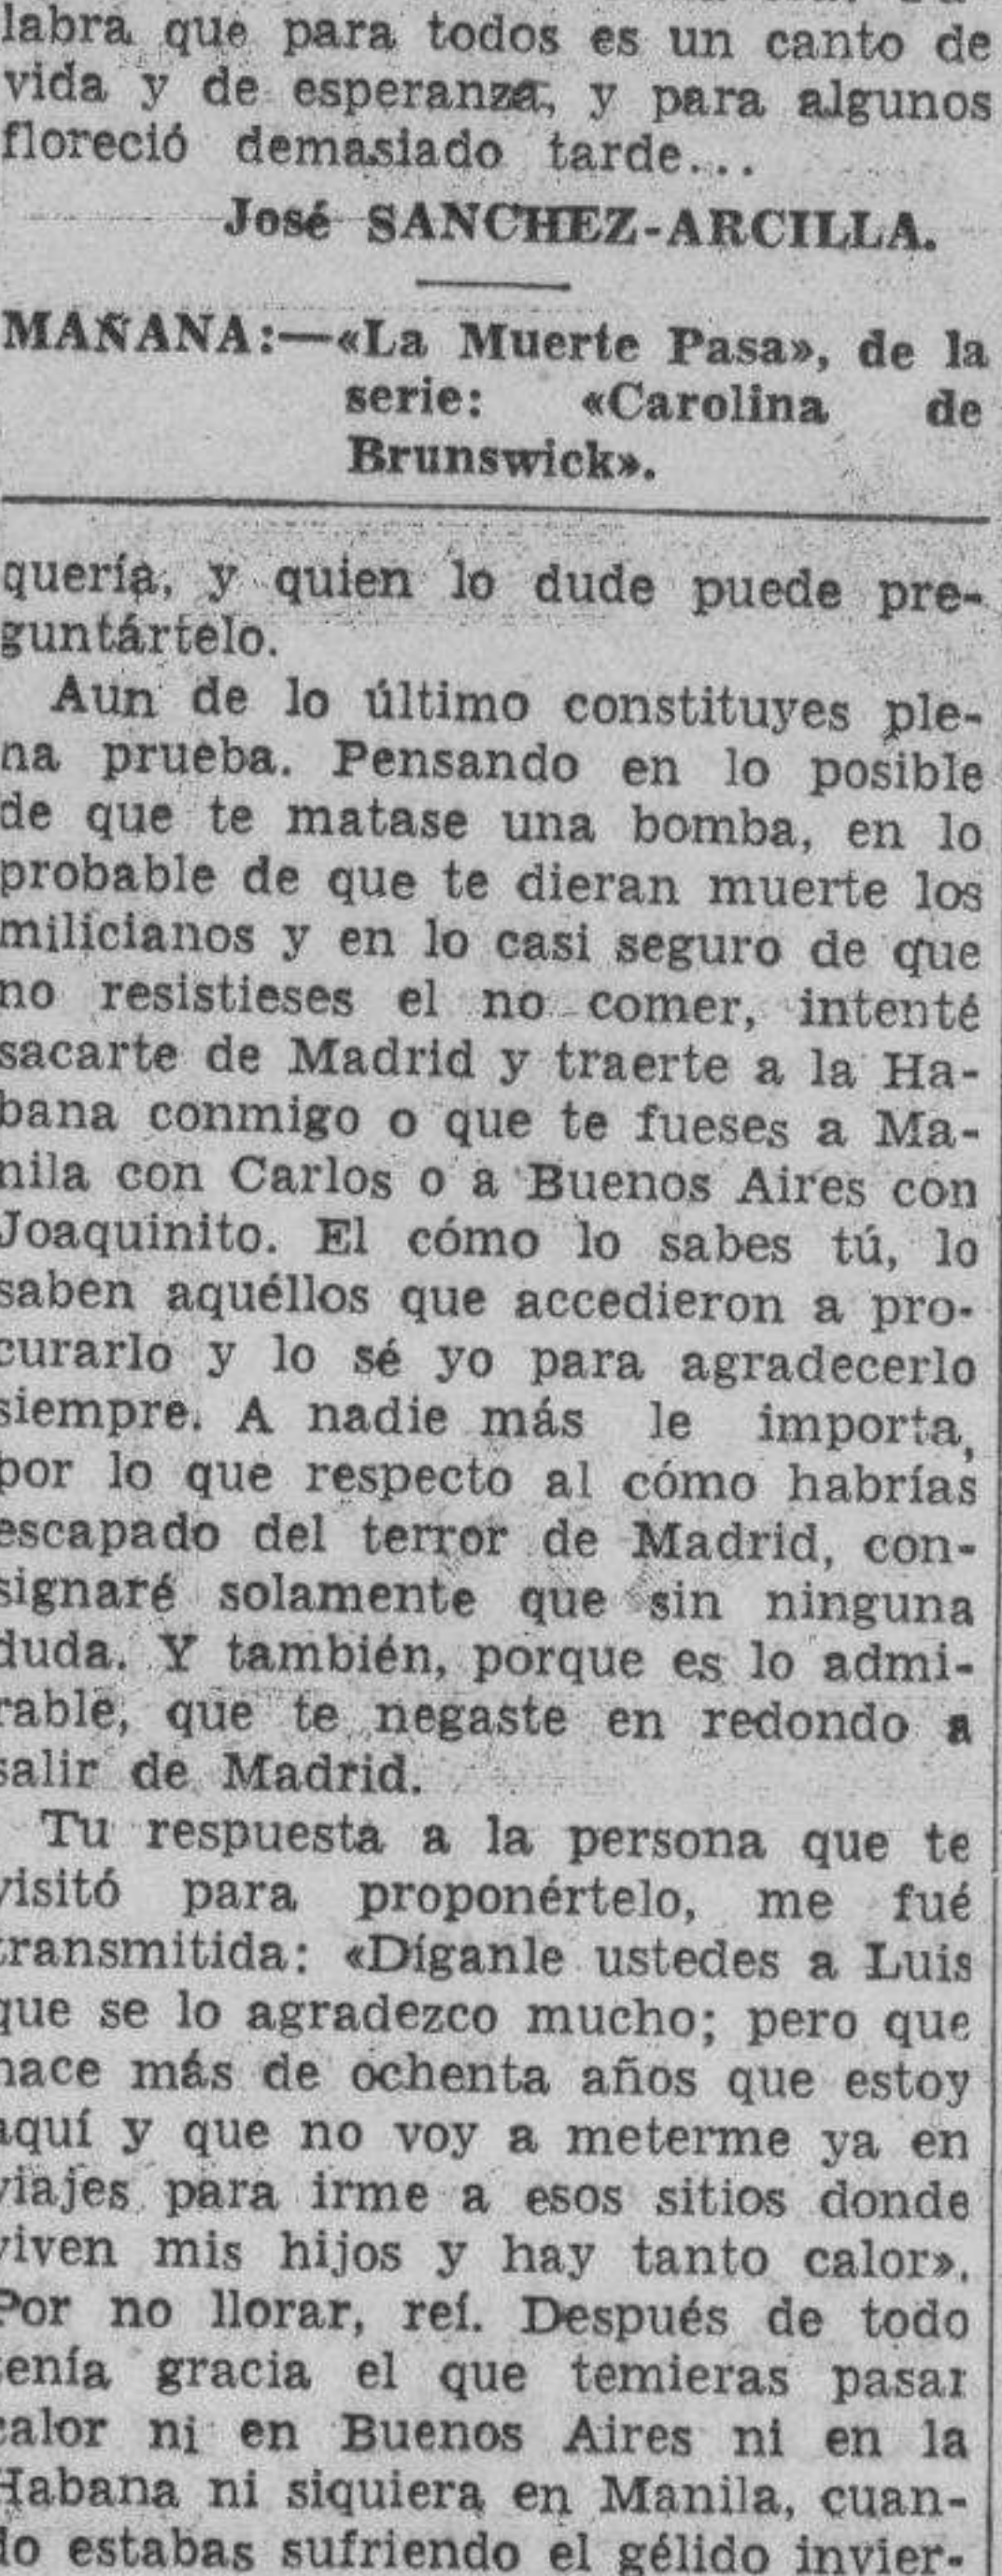 labra que para todos es un canto de
vida y de esperanza, y para algunos
floreció demasiado tarde...
José SANCHEZ-ARCILLA.
MAÑANA:—«La Muerte Pasa», de la
serie: «Carolina de
Brunswick».
quería, y quien lo dude puede pre-
guntártelo.
Aun de lo último constituyes ple-
na prueba. Pensando en lo posible
de que te matase una bomba, en lo
probable de que te dieran muerte los
milicianos y en lo casi seguro de que
no resistieses el no comer, intenté
sacarte de Madrid y traerte a la Ha-
bana conmigo o que te fueses a Ma-
nila con Carlos o a Buenos Aires con
Joaquinito. El cómo lo sabes tú, lo
saben aquéllos que accedieron a pro-
curarlo y lo sé yo para agradecerlo
siempre. A nadie más le importa,
por lo que respecto al cómo habrías
escapado del terror de Madrid, con-
signaré solamente que sin ninguna
duda. Y también, porque es lo admi-
rable, que te negaste en redondo a
salir de Madrid.
Tu respuesta a la persona que te
visitó para proponértelo, me fué
transmitida: «Díganle ustedes a Luis
que se lo agradezco mucho; pero que
hace más de ochenta años que estoy
aquí y que no voy a meterme ya en
viajes para irme a esos sitios donde
viven mis hijos y hay tanto calor».
Por no llorar, reí. Después de todo
tenía gracia el que temieras pasar
calor ni en Buenos Aires ni en la
Habana ni siquiera en Manila, cuan-
do estabas sufriendo el gélido invier-